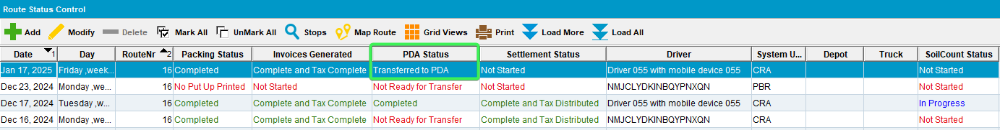 Route Status Control
Add Modify Delete Mark All UnMark All Stops Map Route Grid Views Print Load More Load All
Date 1 Day RouteNr 2 Packing Status Invoices Generated PDA Status Settlement Status Driver System U... Depot Truck SoilCount Status
Jan 17, 2025 Friday ,week... 16 Completed Complete and Tax Complete Transferred to PDA Not Started Driver 055 with mobile device 055 CRA Not Started
Dec 23, 2024 Monday ,we... 16 No Put Up Printed Not Started Not Ready for Transfer Not Started NMJCLYDKINBQYPNXQN PBR Not Started
Dec 17, 2024 Tuesday ,w... 16 Completed Complete and Tax Complete Completed Complete and Tax Distributed Driver 055 with mobile device 055 CRA In Progress
Dec 16, 2024 Monday ,we... 16 Completed Complete and Tax Complete Not Ready for Transfer Complete and Tax Distributed NMJCLYDKINBQYPNXQN CRA Not Started